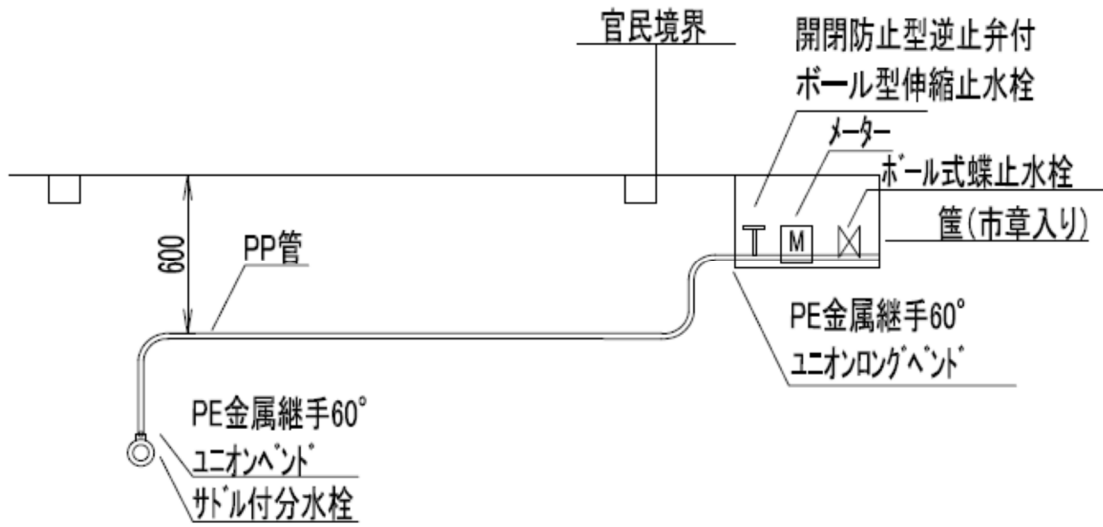 官民境界
開閉防止型逆止弁付
ボール型伸縮止水栓
メーター
ボール式蝶止水栓
筺(市章入り)
M
600
PP管
PE金属継手60°
ユニオンロングベンド
PE金属継手60°
ユニオンベンド
サドル付分水栓